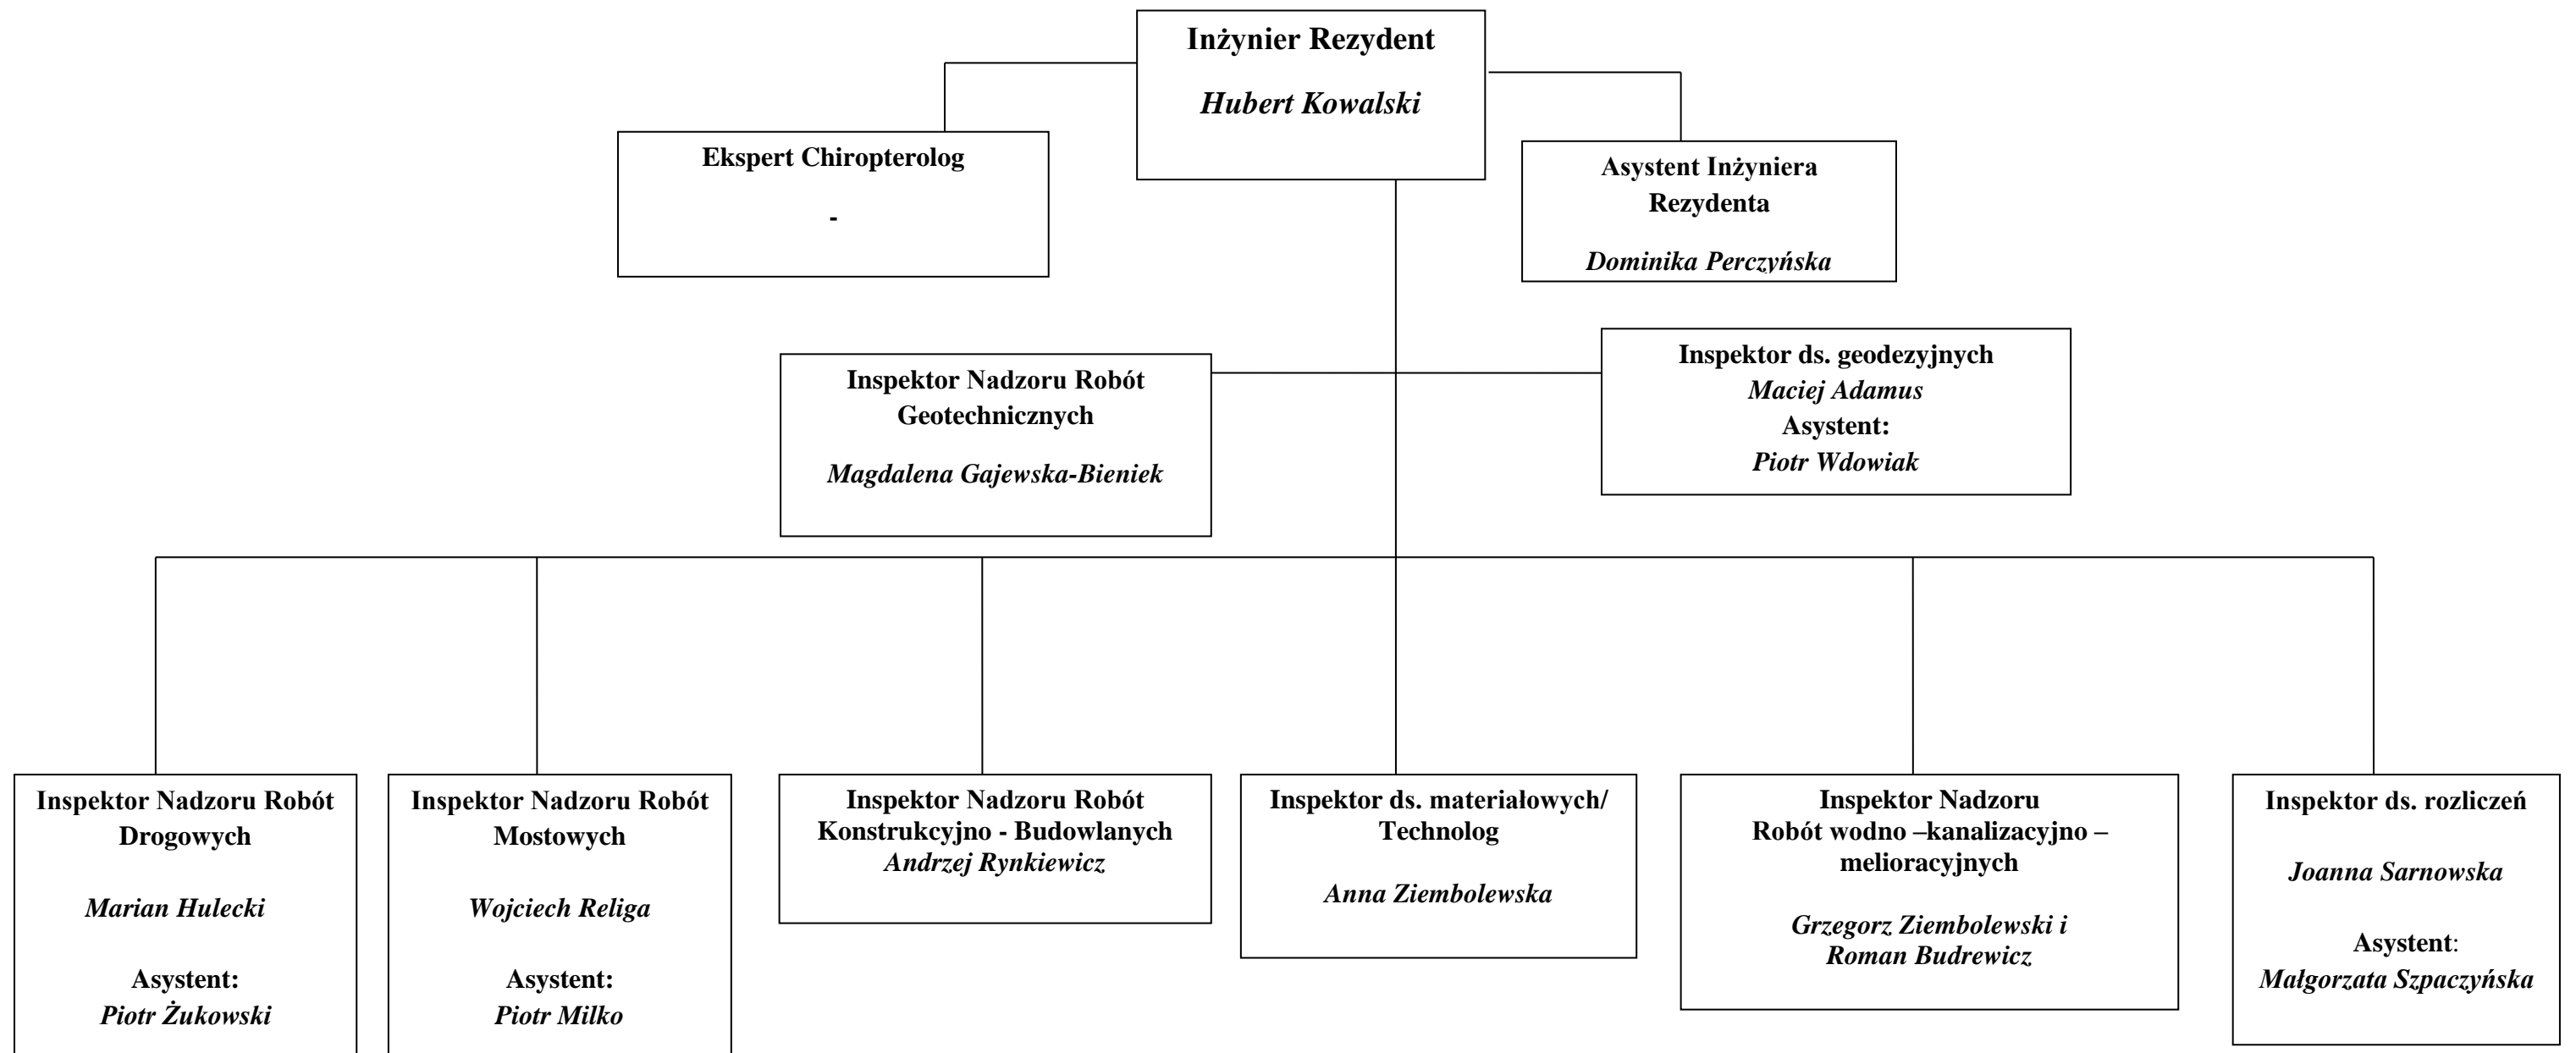 Inżynier Rezydent
Hubert Kowalski
Ekspert Chiropterolog
-
Asystent Inżyniera
Rezydenta
Dominika Perczyńska
Inspektor Nadzoru Robót
Geotechnicznych
Magdalena Gajewska-Bieniek
Inspektor ds. geodezyjnych
Maciej Adamus
Asystent:
Piotr Wdowiak
Inspektor Nadzoru Robót
Drogowych
Marian Hulecki
Asystent:
Piotr Żukowski
Inspektor Nadzoru Robót
Mostowych
Wojciech Religa
Asystent:
Piotr Milko
Inspektor Nadzoru Robót
Konstrukcyjno - Budowlanych
Andrzej Rynkiewicz
Inspektor ds. materiałowych/
Technolog
Anna Ziembolewska
Inspektor Nadzoru
Robót wodno –kanalizacyjno –
melioracyjnych
Grzegorz Ziembolewski i
Roman Budrewicz
Inspektor ds. rozliczeń
Joanna Sarnowska
Asystent:
Małgorzata Szpaczyńska